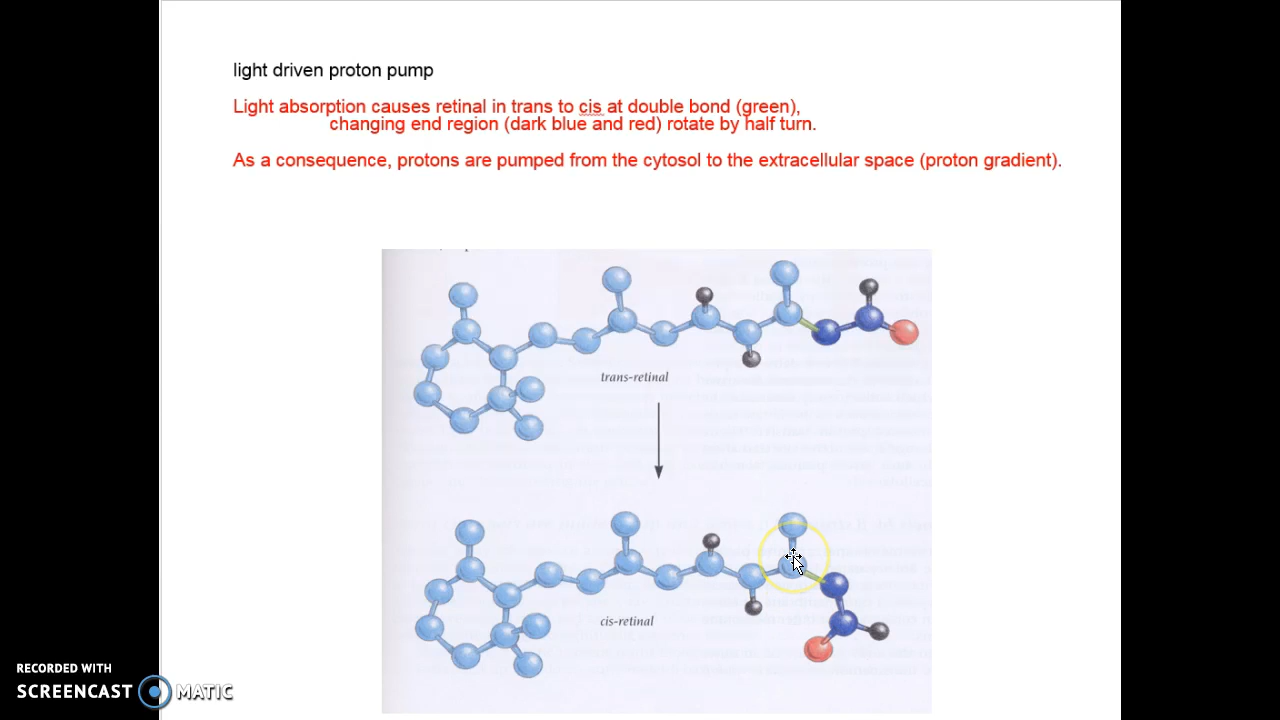 light driven proton pump
Light absorption causes retinal in trans to cis at double bond (green),
changing end region (dark blue and red) rotate by half turn.
As a consequence, protons are pumped from the cytosol to the extracellular space (proton gradient).
trans-retinal
cis-retinal
RECORDED WITH
SCREENCAST MATIC